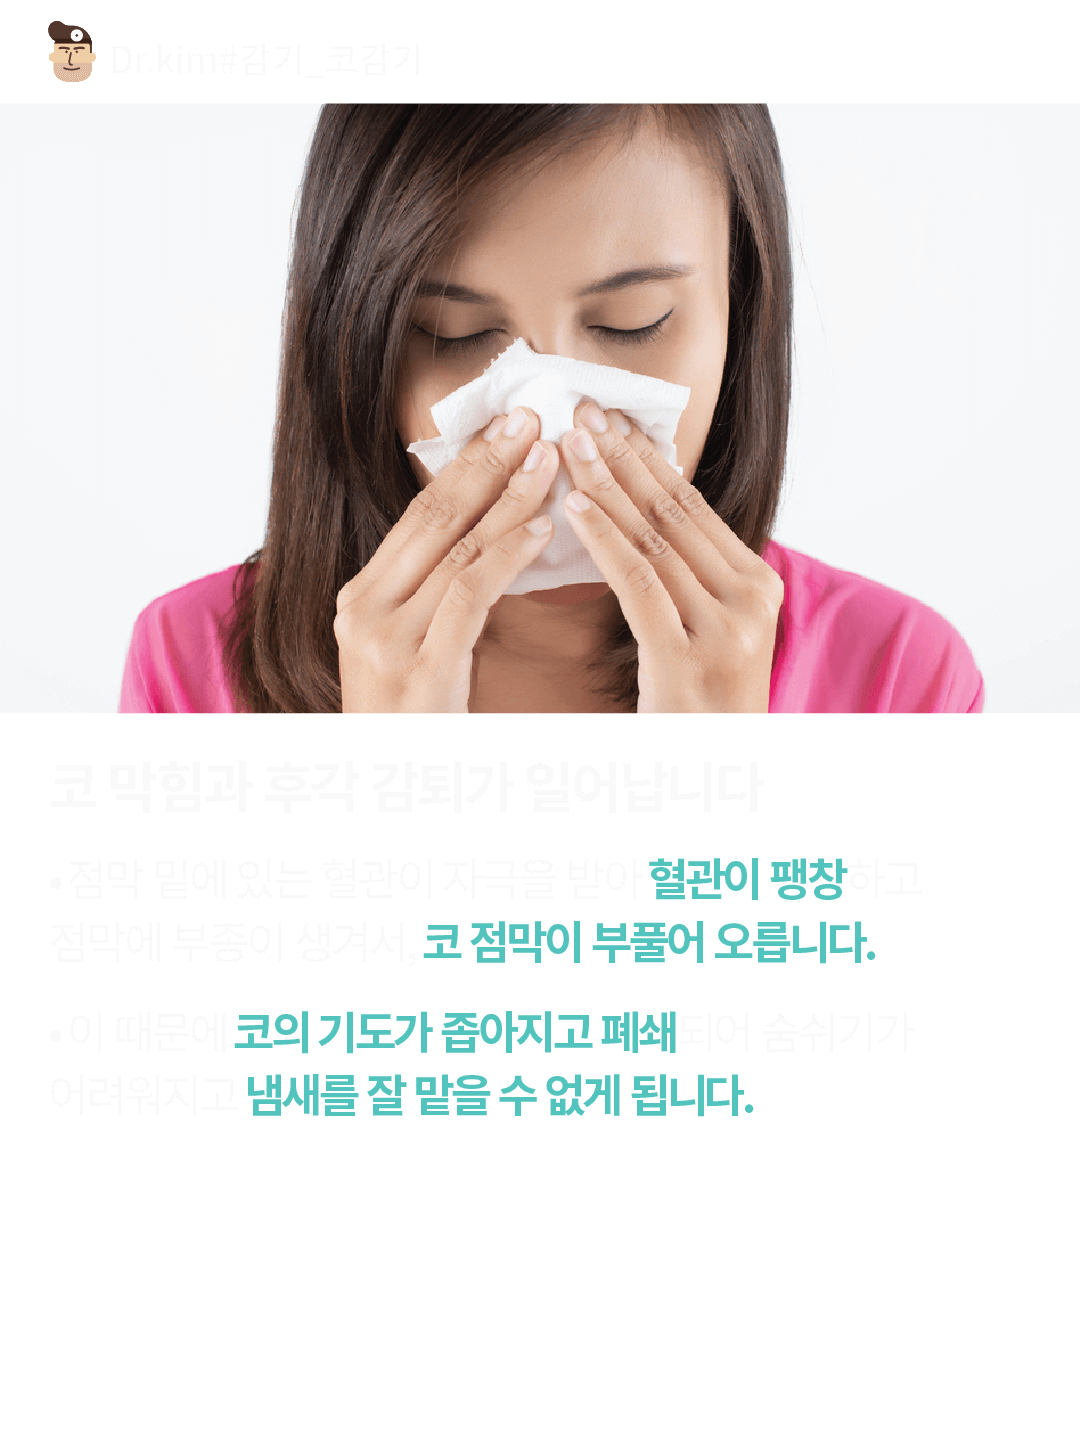 Dr.kim#감기_코감기
코 막힘과 후각 감퇴가 일어납니다
• 점막 밑에 있는 혈관이 자극을 받아 혈관이 팽창하고
점막에 부종이 생겨서, 코 점막이 부풀어 오릅니다.
• 이 때문에 코의 기도가 좁아지고 폐쇄되어 숨쉬기가
어려워지고 냄새를 잘 맡을 수 없게 됩니다.